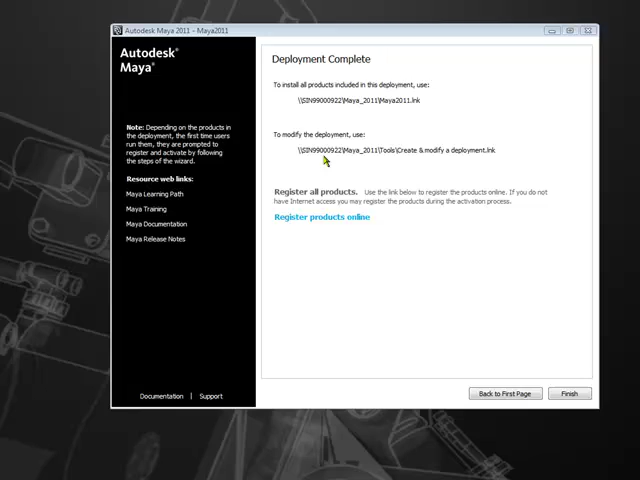 Autodesk Maya 2011 - Maya2011
Autodesk®
Maya®
Note: Depending on the products in
the deployment, the first time users
run them, they are prompted to
register and activate by following
the steps of the wizard.
Resource web links:
Maya Learning Path
Maya Training
Maya Documentation
Maya Release Notes
Documentation | Support
Deployment Complete
To install all products included in this deployment, use:
\\SIN99000922\Maya_2011\Maya2011.lnk
To modify the deployment, use:
\\SIN99000922\Maya_2011\Tools\Create & modify a deployment.lnk
Register all products. Use the link below to register the products online. If you do not
have Internet access you may register the products during the activation process.
Register products online
Back to First Page
Finish